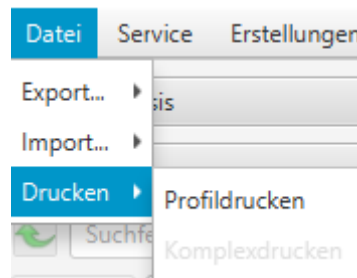 Datei Service Erstellungen
Export...
Import...
Drucken Profildrucken
Komplexdrucken